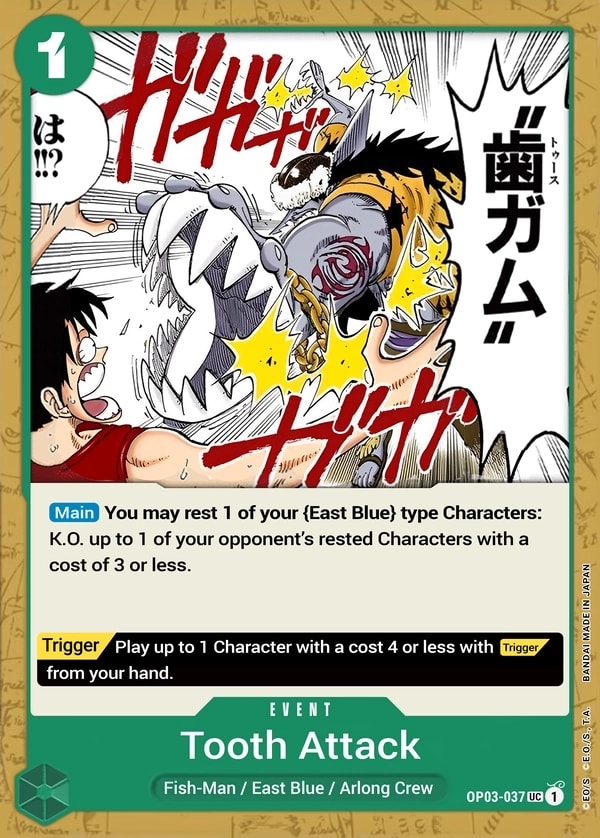 1
は
!!?
ガガガ
"歯ガム"
トゥース
ガガ
Main You may rest 1 of your {East Blue} type Characters:
K.O. up to 1 of your opponent's rested Characters with a
cost of 3 or less.
Trigger Play up to 1 Character with a cost 4 or less with Trigger
from your hand.
EVENT
Tooth Attack
Fish-Man / East Blue / Arlong Crew
OP03-037 UC 1
©EO/S ©E.O./S.,T.A. BANDAI MADE IN JAPAN